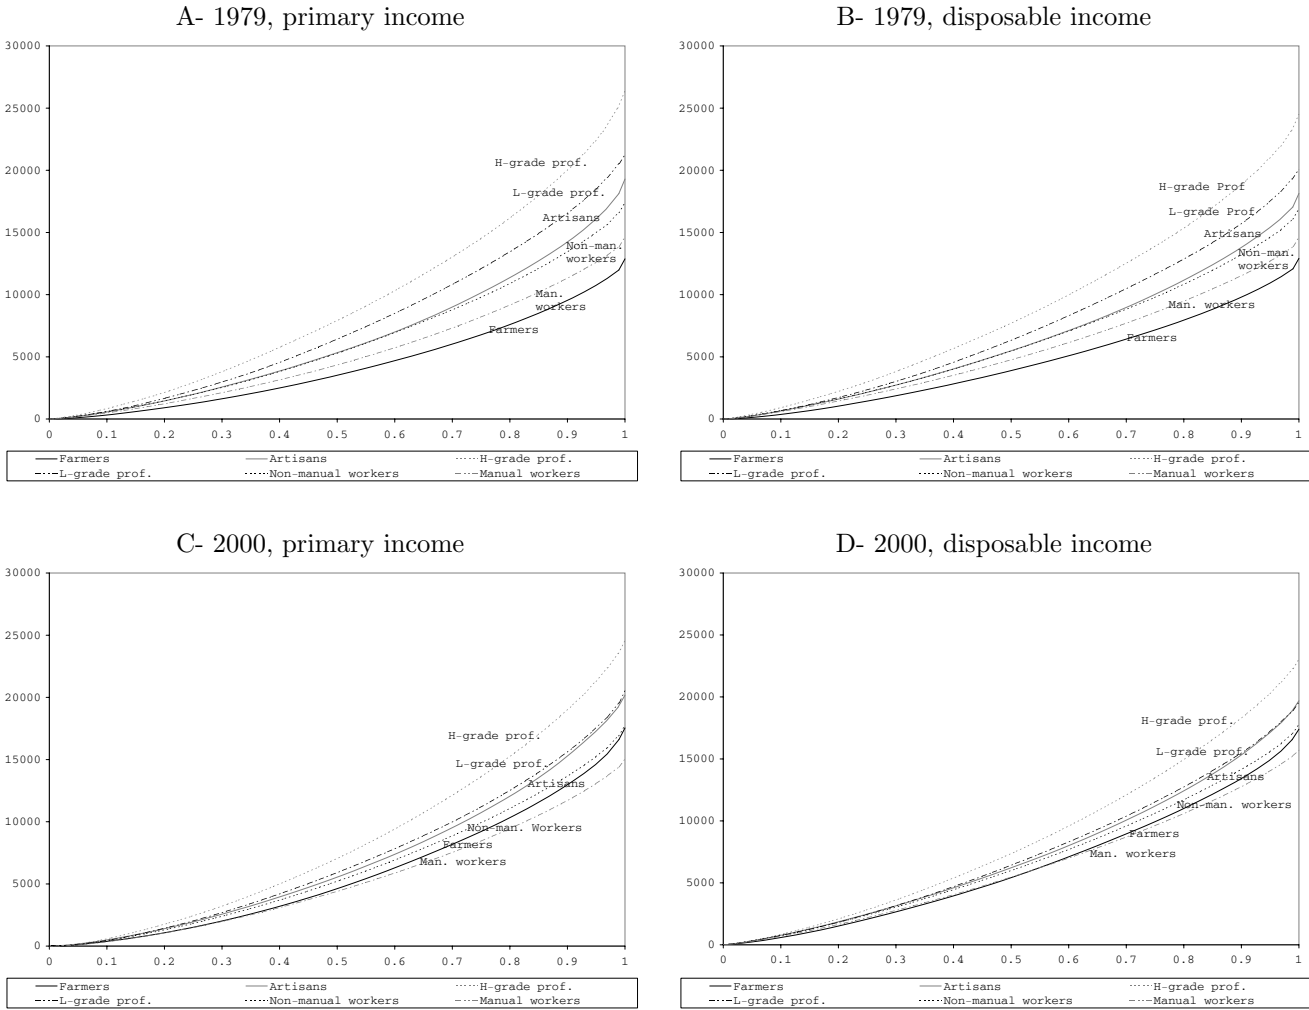 A- 1979, primary income
30000
25000
20000
15000
10000
5000
0
H-grade prof.
L-grade prof.
Artisans
Non-man.
workers
Man.
workers
Farmers
0 0.1 0.2 0.3 0.4 0.5 0.6 0.7 0.8 0.9 1
Farmers Artisans H-grade prof.
L-grade prof. Non-manual workers Manual workers
B- 1979, disposable income
30000
25000
20000
15000
10000
5000
0
H-grade Prof
L-grade Prof.
Artisans
Non-man.
workers
Man. workers
Farmers
0 0.1 0.2 0.3 0.4 0.5 0.6 0.7 0.8 0.9 1
Farmers Artisans H-grade prof.
L-grade prof. Non-manual workers Manual workers
C- 2000, primary income
30000
25000
20000
15000
10000
5000
0
H-grade prof.
L-grade prof.
Artisans
Non-man. Workers
Farmers
Man. workers
0 0.1 0.2 0.3 0.4 0.5 0.6 0.7 0.8 0.9 1
Farmers Artisans H-grade prof.
L-grade prof. Non-manual workers Manual workers
D- 2000, disposable income
30000
25000
20000
15000
10000
5000
0
H-grade prof.
L-grade prof.
Artisans
Non-man. workers
Farmers
Man. workers
0 0.1 0.2 0.3 0.4 0.5 0.6 0.7 0.8 0.9 1
Farmers Artisans H-grade prof.
L-grade prof. Non-manual workers Manual workers